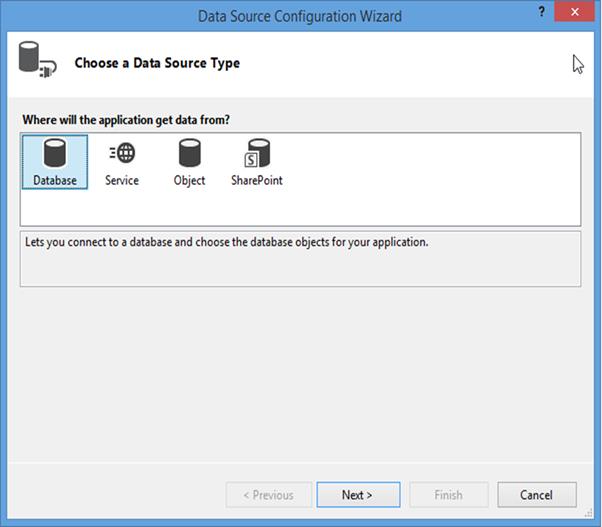 Data Source Configuration Wizard
?
x
Choose a Data Source Type
Where will the application get data from?
Database Service Object SharePoint
Lets you connect to a database and choose the database objects for your application.
< Previous Next > Finish Cancel